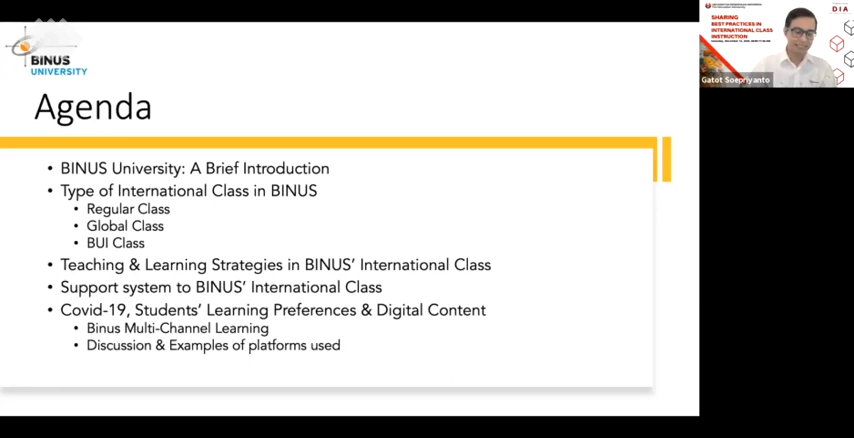 BINUS
UNIVERSITY
Agenda
• BINUS University: A Brief Introduction
• Type of International Class in BINUS
• Regular Class
• Global Class
• BUI Class
• Teaching & Learning Strategies in BINUS' International Class
• Support system to BINUS' International Class
• Covid-19, Students' Learning Preferences & Digital Content
• Binus Multi-Channel Learning
• Discussion & Examples of platforms used
SHARING
BEST PRACTICES IN
INTERNATIONAL CLASS
INSTRUCTION
DIA
Gatot Soepriyanto